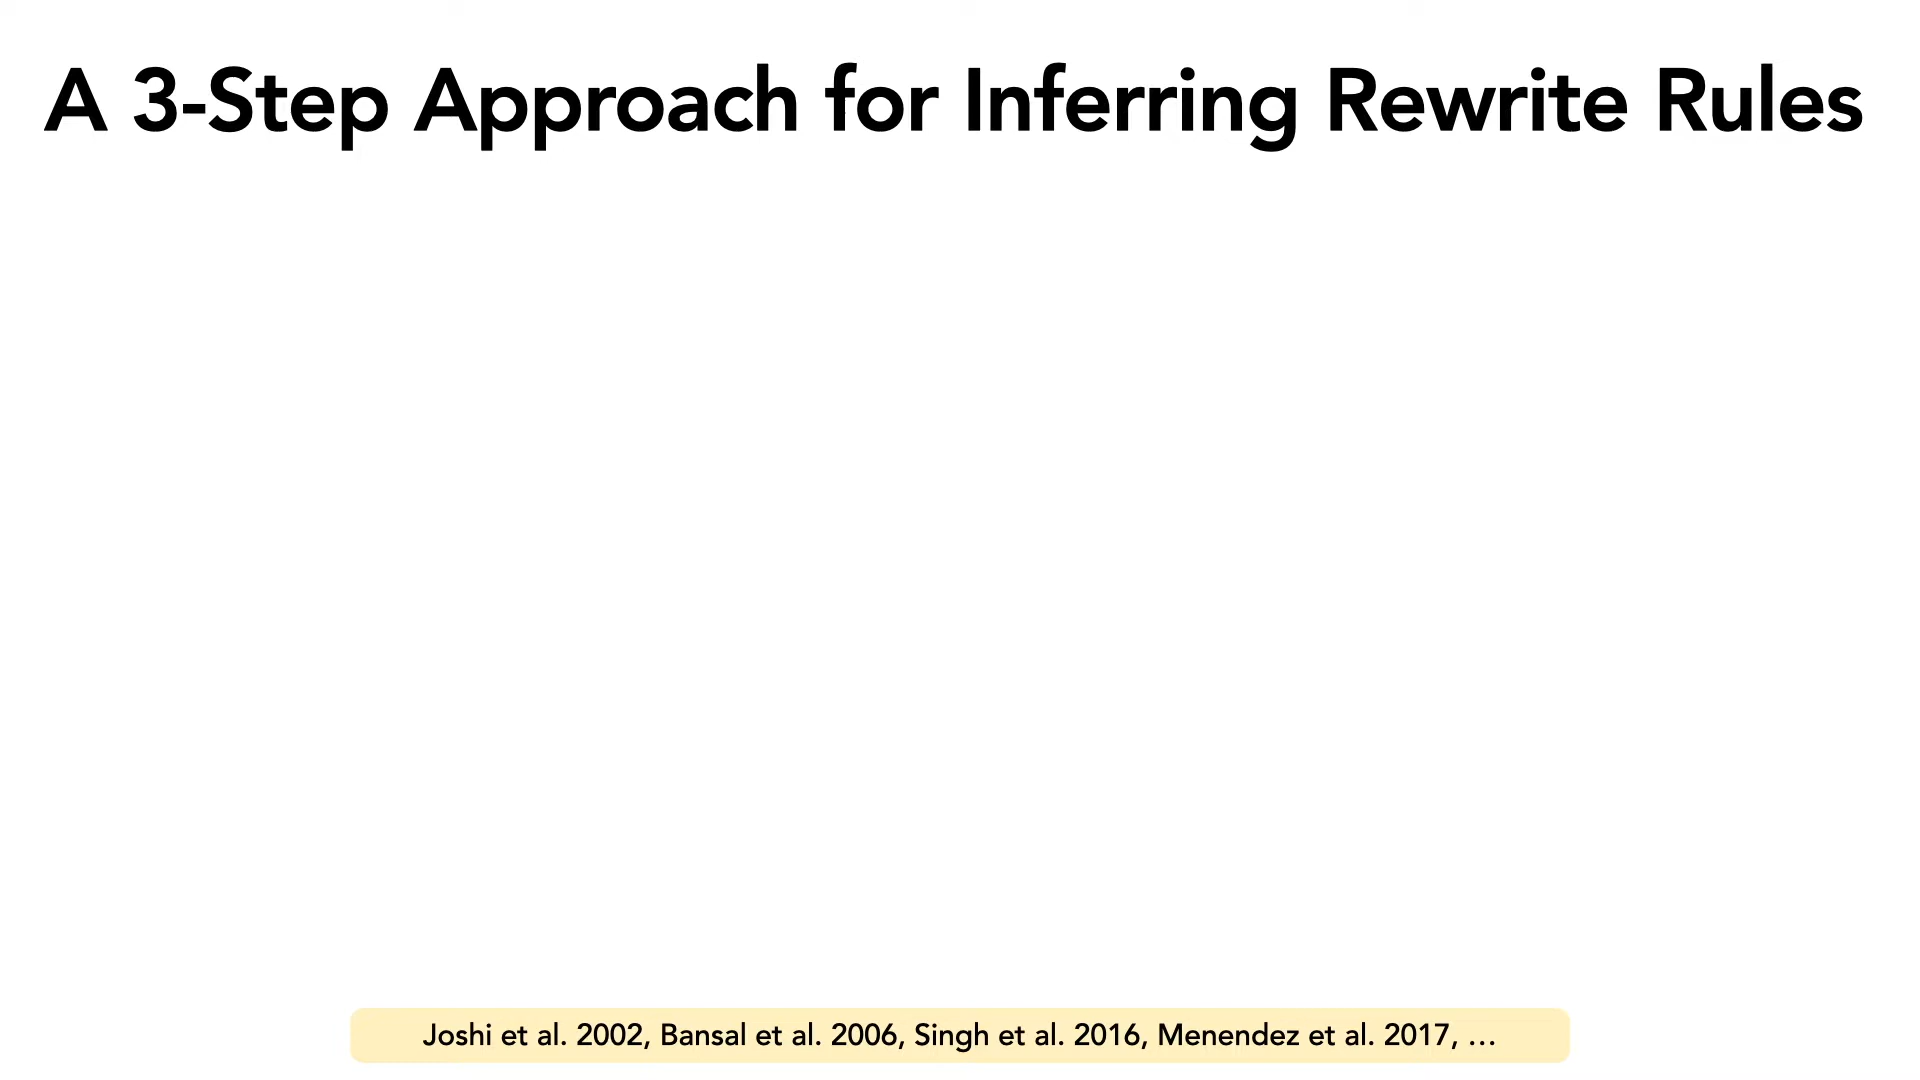 A 3-Step Approach for Inferring Rewrite Rules
Joshi et al. 2002, Bansal et al. 2006, Singh et al. 2016, Menendez et al. 2017, …